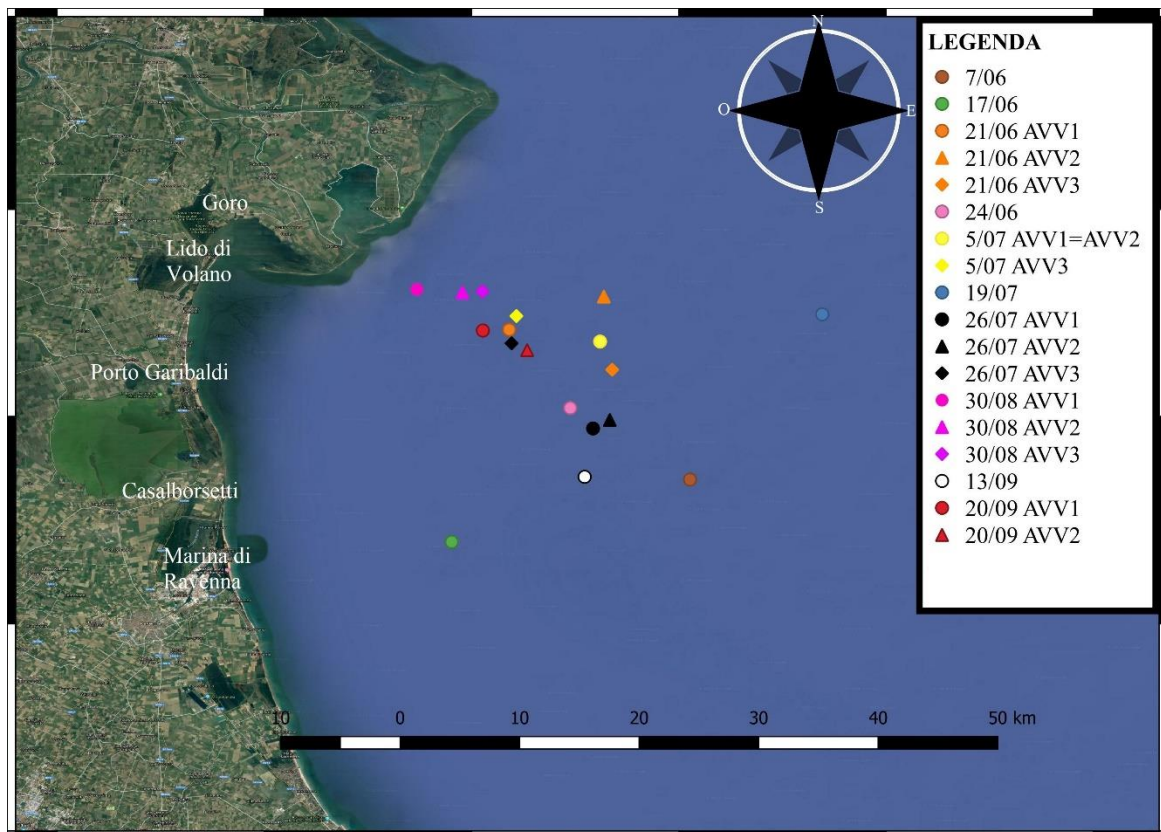 N
O
E
S
LEGENDA
7/06
17/06
21/06 AVV1
21/06 AVV2
21/06 AVV3
24/06
5/07 AVV1=AVV2
5/07 AVV3
19/07
26/07 AVV1
26/07 AVV2
26/07 AVV3
30/08 AVV1
30/08 AVV2
30/08 AVV3
13/09
20/09 AVV1
20/09 AVV2
Goro
Lido di
Volano
Porto Garibaldi
Casalborsetti
Marina di
Ravenna
10 0 10 20 30 40 50 km